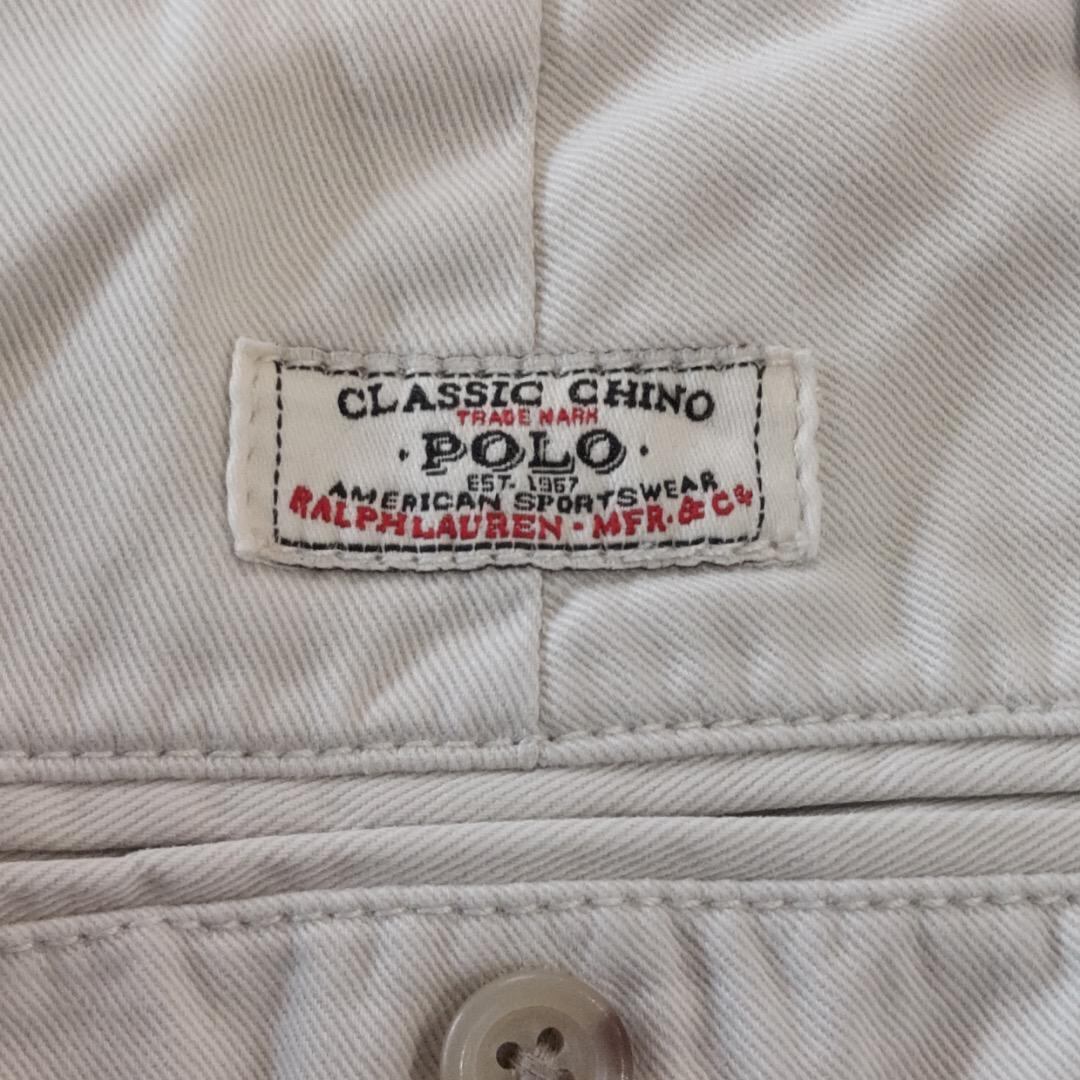 CLASSIC CHINO
TRADE MARK
· POLO ·
EST. 1967
AMERICAN SPORTSWEAR
RALPH LAUREN · MFR. & Cº